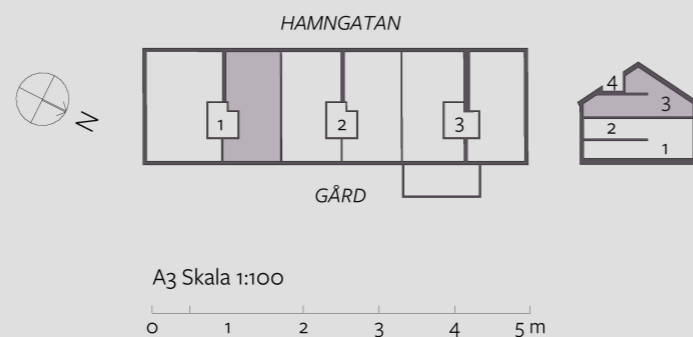 HAMNGATAN
N
1 2 3
4
3
2
1
GÅRD
A3 Skala 1:100
0 1 2 3 4 5 m